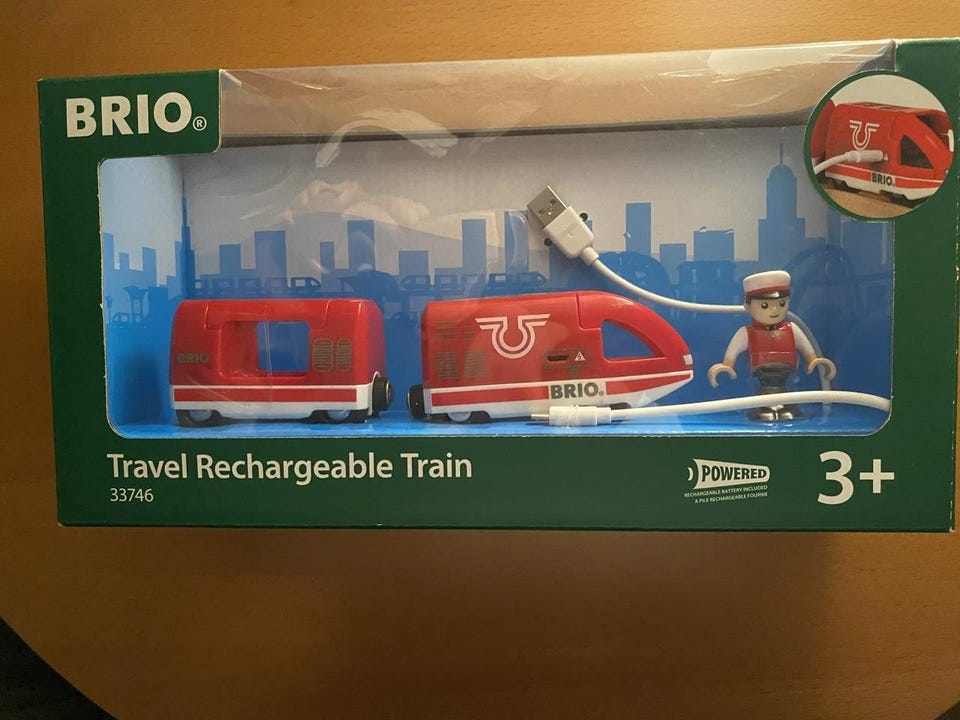 BRIO®
BRIO
BRIO®
BRIO
Travel Rechargeable Train
33746
POWERED
RECHARGEABLE BATTERY INCLUDED
A PILE RECHARGEABLE FOURNIE
3+